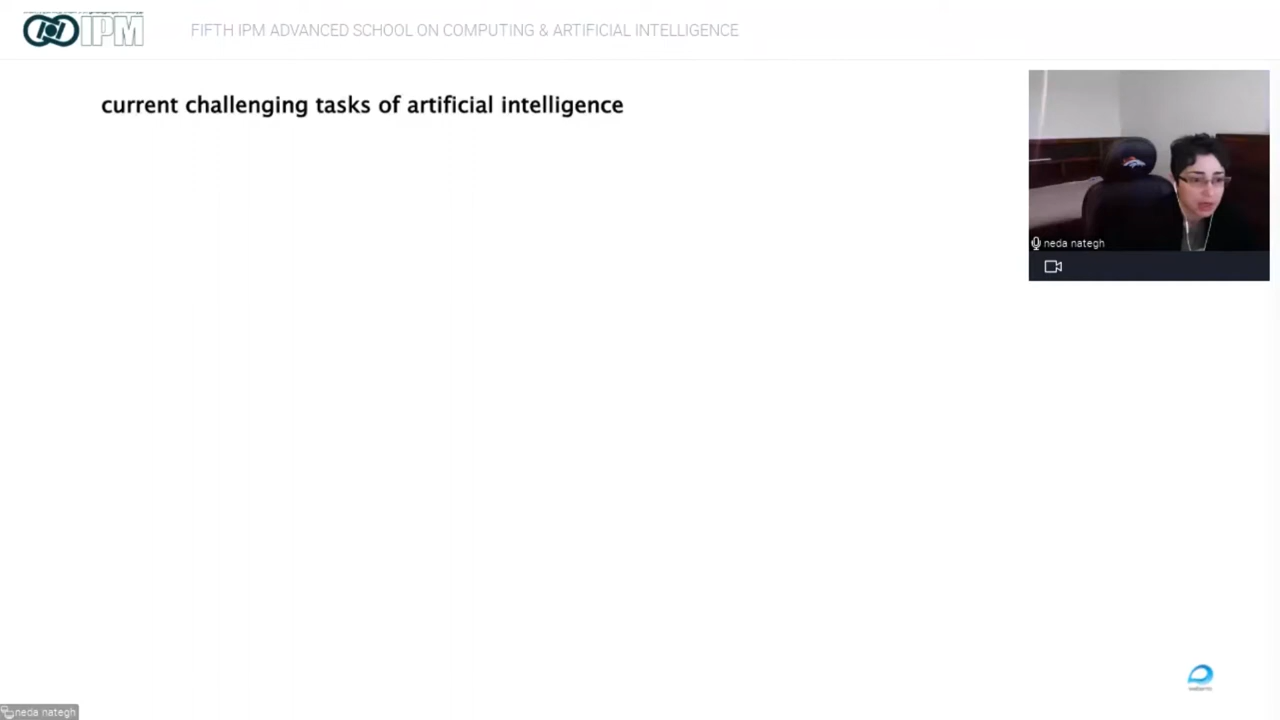 IPM
FIFTH IPM ADVANCED SCHOOL ON COMPUTING & ARTIFICIAL INTELLIGENCE
current challenging tasks of artificial intelligence
neda nategh
neda nategh